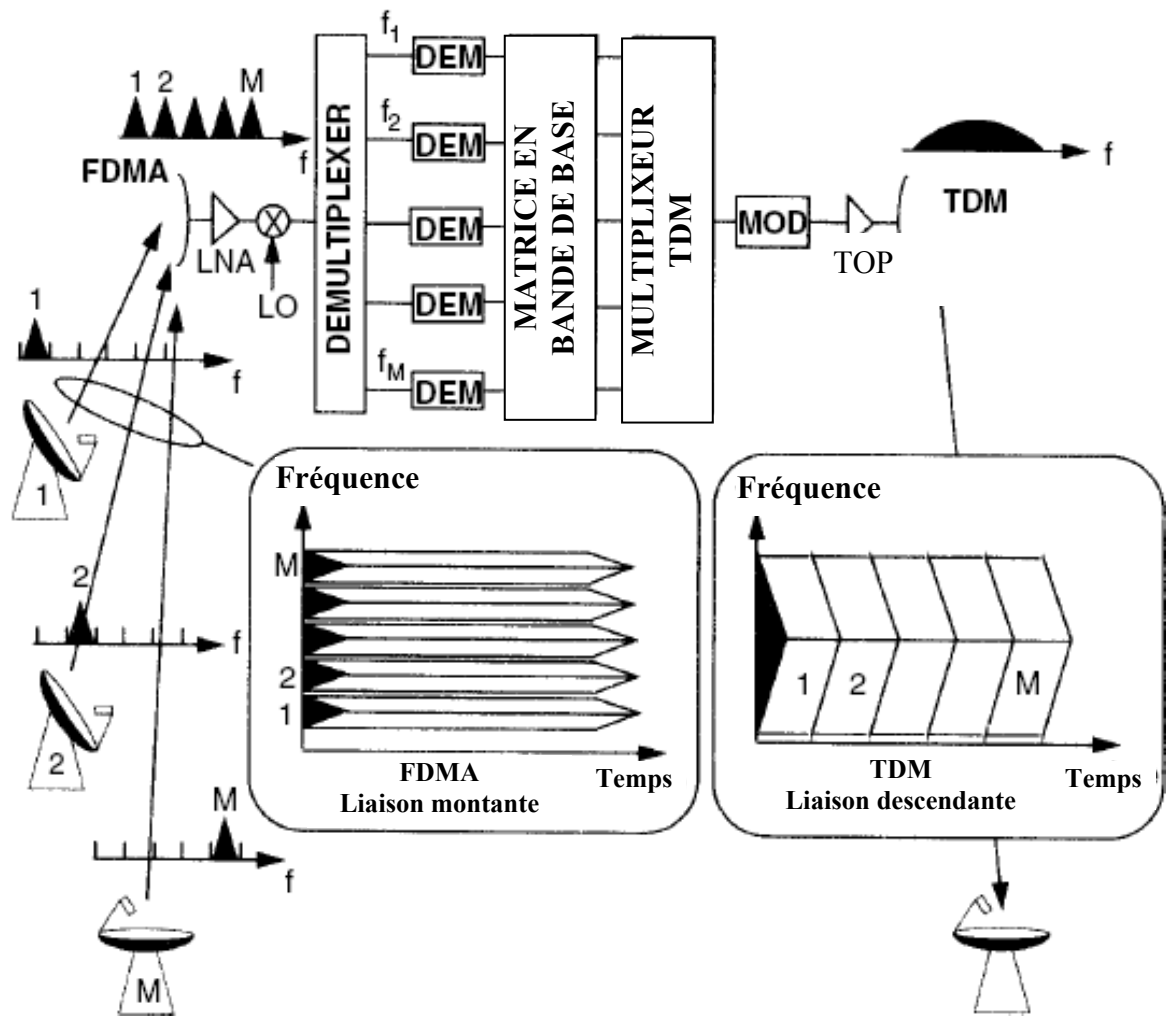 f1
DEM
1 2 M
f
FDMA
LNA
LO
DEMULTIPLEXER
f2
DEM
DEM
DEM
fM
DEM
MATRICE EN
BANDE DE BASE
MULTIPLIXEUR
TDM
MOD
TOP
f
TDM
1
f
1
2
f
2
M
f
M
Fréquence
M
2
1
FDMA
Temps
Liaison montante
Fréquence
1 2 M
TDM
Temps
Liaison descendante